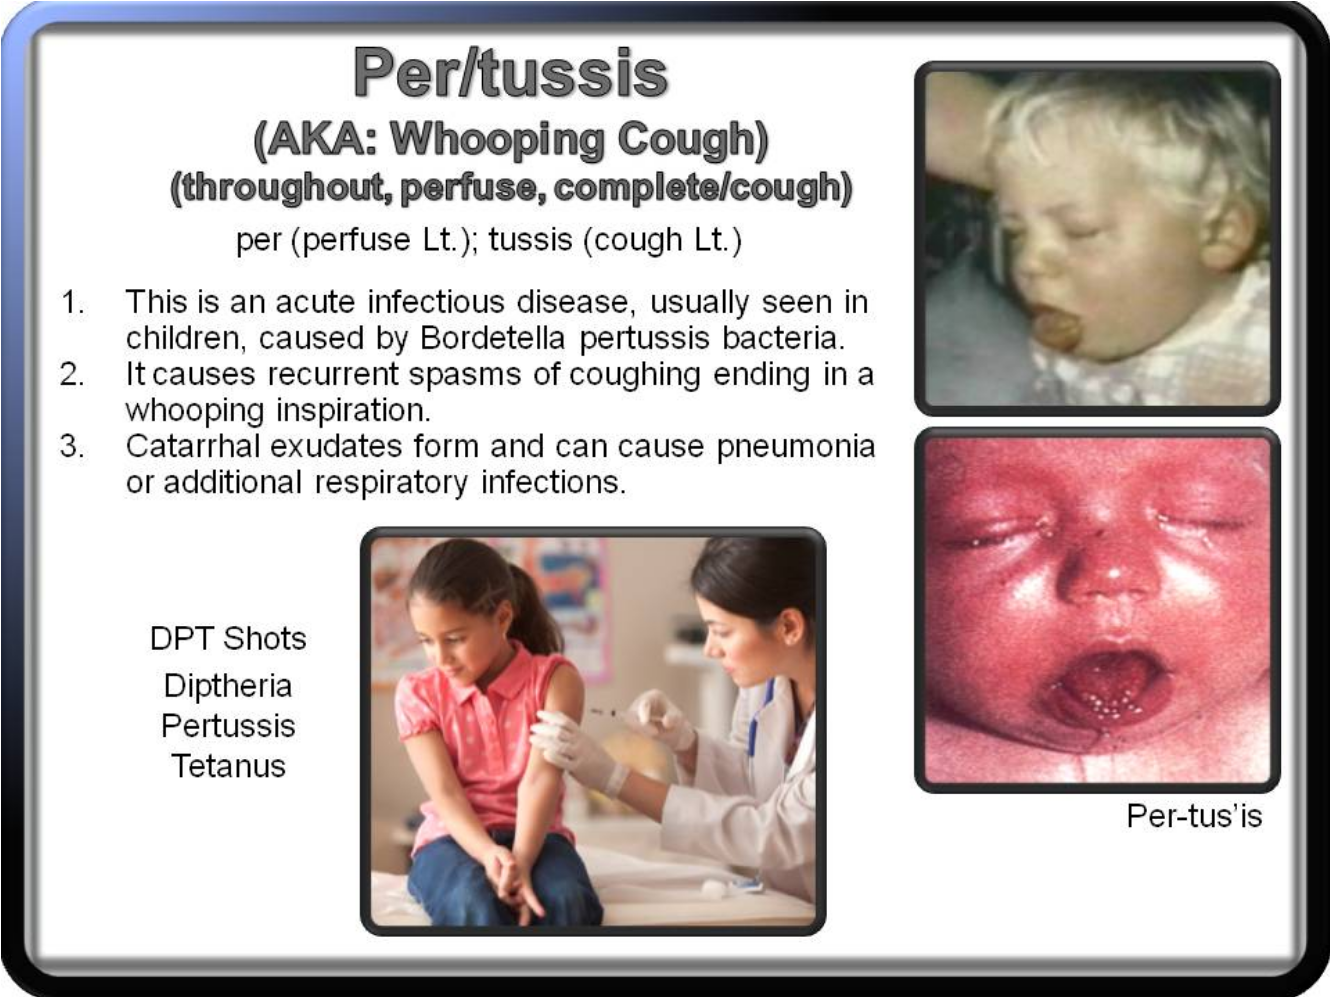 Per/tussis
(AKA: Whooping Cough)
(throughout, perfuse, complete/cough)
per (perfuse Lt.); tussis (cough Lt.)
1. This is an acute infectious disease, usually seen in
children, caused by Bordetella pertussis bacteria.
2. It causes recurrent spasms of coughing ending in a
whooping inspiration.
3. Catarrhal exudates form and can cause pneumonia
or additional respiratory infections.
DPT Shots
Diptheria
Pertussis
Tetanus
Per-tus’is